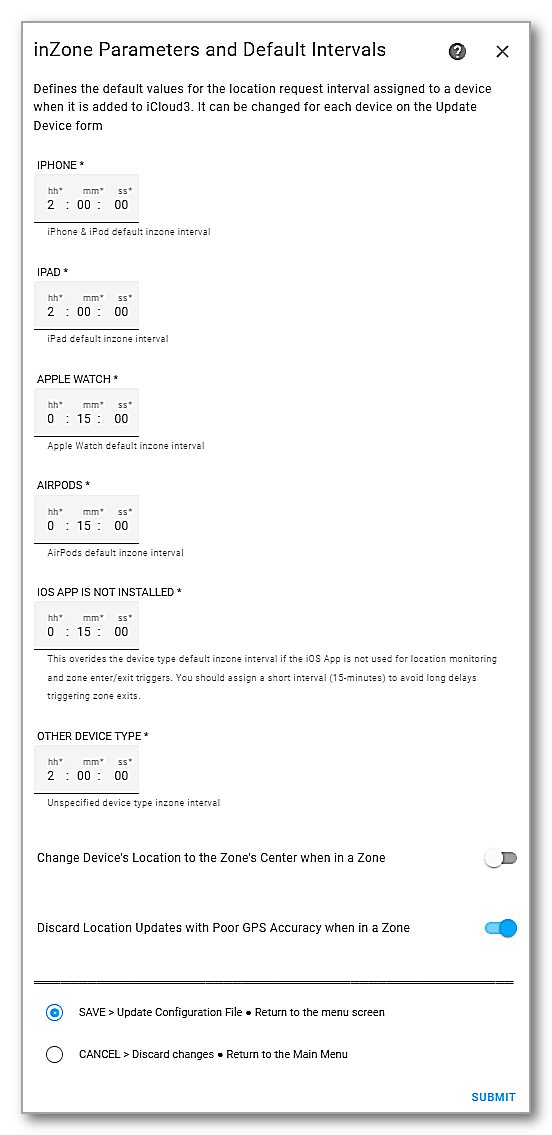 inZone Parameters and Default Intervals
Defines the default values for the location request interval assigned to a device
when it is added to iCloud3. It can be changed for each device on the Update
Device form
IPHONE *
hh* mm* ss*
2 : 00 : 00
iPhone & iPod default inzone interval
IPAD *
hh* mm* ss*
2 : 00 : 00
iPad default inzone interval
APPLE WATCH *
hh* mm* ss*
0 : 15 : 00
Apple Watch default inzone interval
AIRPODS *
hh* mm* ss*
0 : 15 : 00
AirPods default inzone interval
IOS APP IS NOT INSTALLED *
hh* mm* ss*
0 : 15 : 00
This overides the device type default inzone interval if the iOS App is not used for location monitoring
and zone enter/exit triggers. You should assign a short interval (15-minutes) to avoid long delays
triggering zone exits.
OTHER DEVICE TYPE *
hh* mm* ss*
2 : 00 : 00
Unspecified device type inzone interval
Change Device's Location to the Zone's Center when in a Zone
Discard Location Updates with Poor GPS Accuracy when in a Zone
SAVE > Update Configuration File ● Return to the menu screen
CANCEL > Discard changes ● Return to the Main Menu
SUBMIT